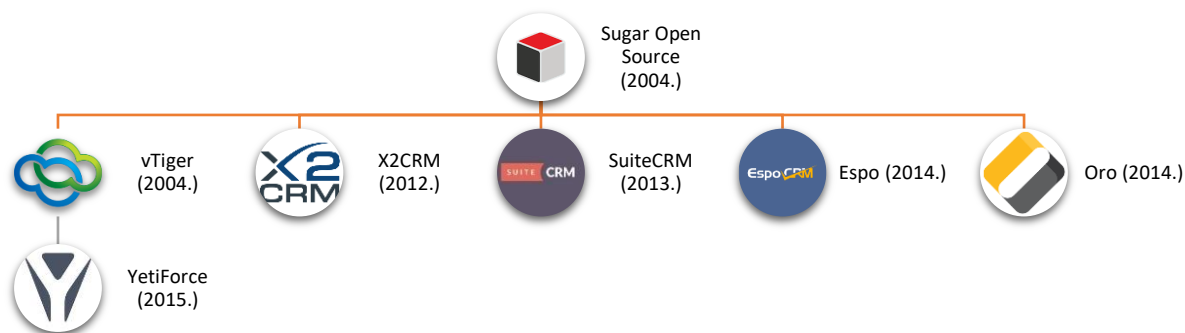 Sugar Open
Source
(2004.)
vTiger
(2004.)
X2
CRM
X2CRM
(2012.)
SUITE CRM
SuiteCRM
(2013.)
EspoCRM
Espo (2014.)
Oro (2014.)
YetiForce
(2015.)